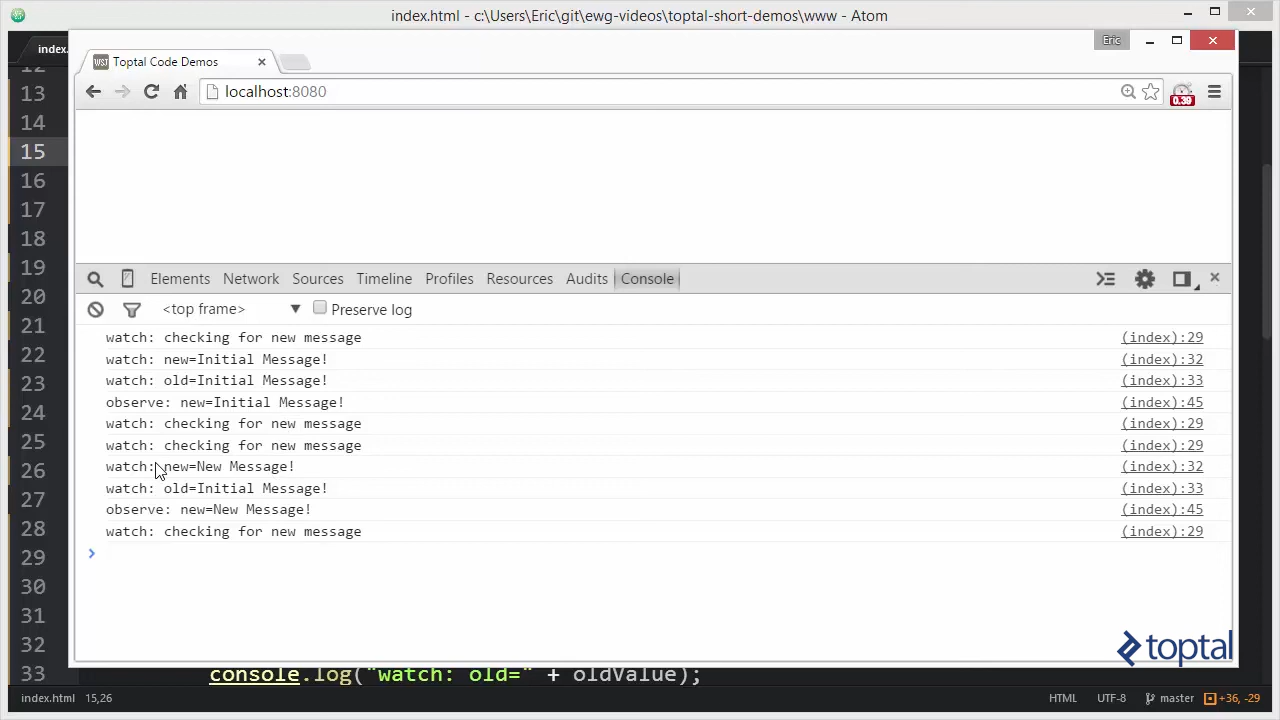 index.html - c:\Users\Eric\git\ewg-videos\toptal-short-demos\www - Atom
index.
Eric
WST Toptal Code Demos
localhost:8080
0.39
Elements Network Sources Timeline Profiles Resources Audits Console
<top frame> Preserve log
watch: checking for new message (index):29
watch: new=Initial Message! (index):32
watch: old=Initial Message! (index):33
observe: new=Initial Message! (index):45
watch: checking for new message (index):29
watch: checking for new message (index):29
watch: new=New Message! (index):32
watch: old=Initial Message! (index):33
observe: new=New Message! (index):45
watch: checking for new message (index):29
12
13
14
15
16
17
18
19
20
21
22
23
24
25
26
27
28
29
30
31
32
33 console.log("watch: old=" + oldValue);
toptal
index.html 15,26 HTML UTF-8 master +36, -29